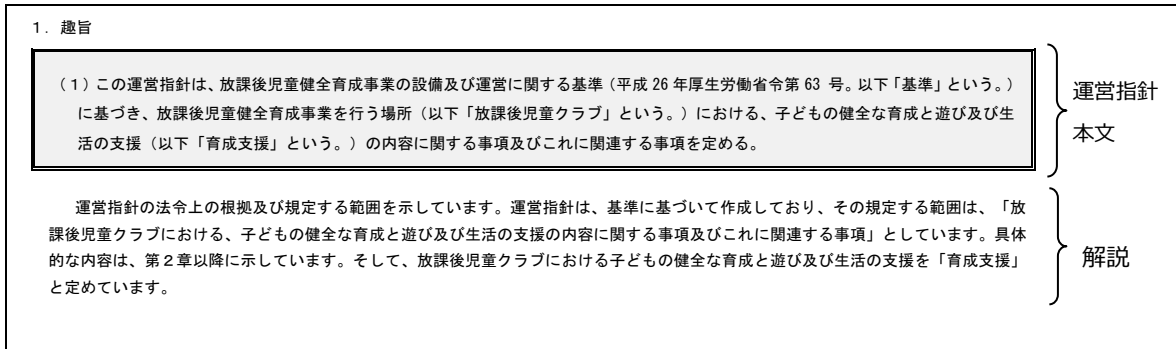 １．趣旨
（１）この運営指針は、放課後児童健全育成事業の設備及び運営に関する基準（平成 26 年厚生労働省令第 63 号。以下「基準」という。）
に基づき、放課後児童健全育成事業を行う場所（以下「放課後児童クラブ」という。）における、子どもの健全な育成と遊び及び生
活の支援（以下「育成支援」という。）の内容に関する事項及びこれに関連する事項を定める。
運営指針
本文
運営指針の法令上の根拠及び規定する範囲を示しています。運営指針は、基準に基づいて作成しており、その規定する範囲は、「放
課後児童クラブにおける、子どもの健全な育成と遊び及び生活の支援の内容に関する事項及びこれに関連する事項」としています。具体
的な内容は、第２章以降に示しています。そして、放課後児童クラブにおける子どもの健全な育成と遊び及び生活の支援を「育成支援」
と定めています。
解説